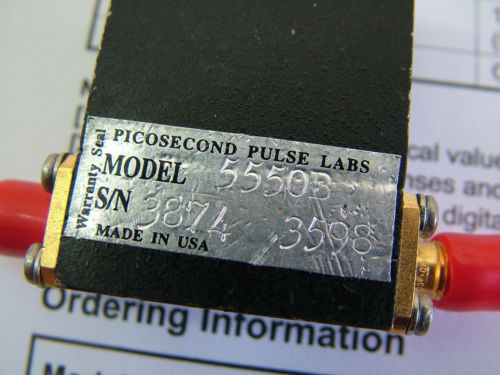 PICOSECOND PULSE LABS
Warranty Seal
MODEL 5550B
S/N 3874 3598
MADE IN USA
cal value
nses and
digita
Ordering Information